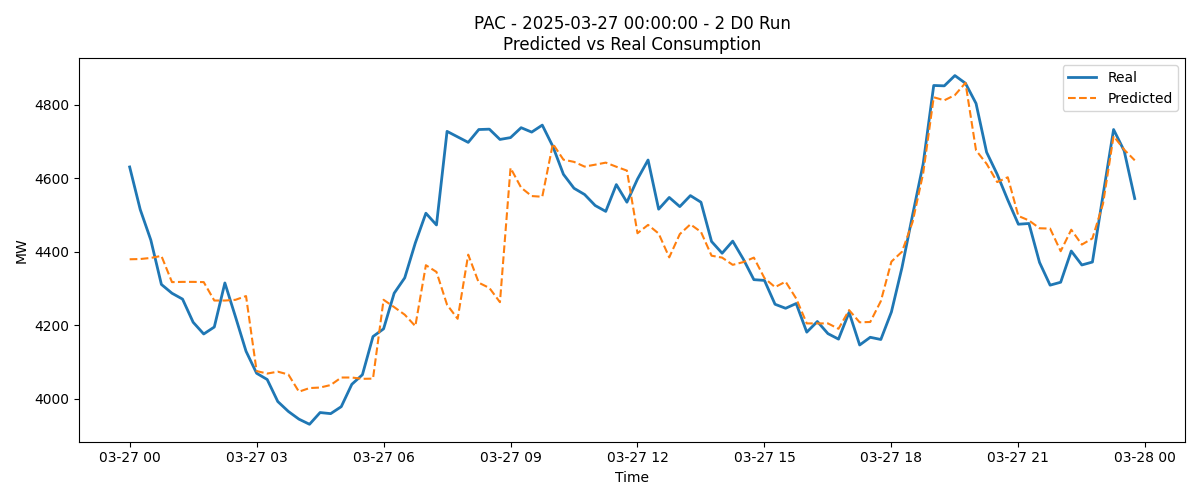 PAC - 2025-03-27 00:00:00 - 2 D0 Run
Predicted vs Real Consumption
Real
Predicted
MW
4800
4600
4400
4200
4000
03-27 00
03-27 03
03-27 06
03-27 09
03-27 12
03-27 15
03-27 18
03-27 21
03-28 00
Time